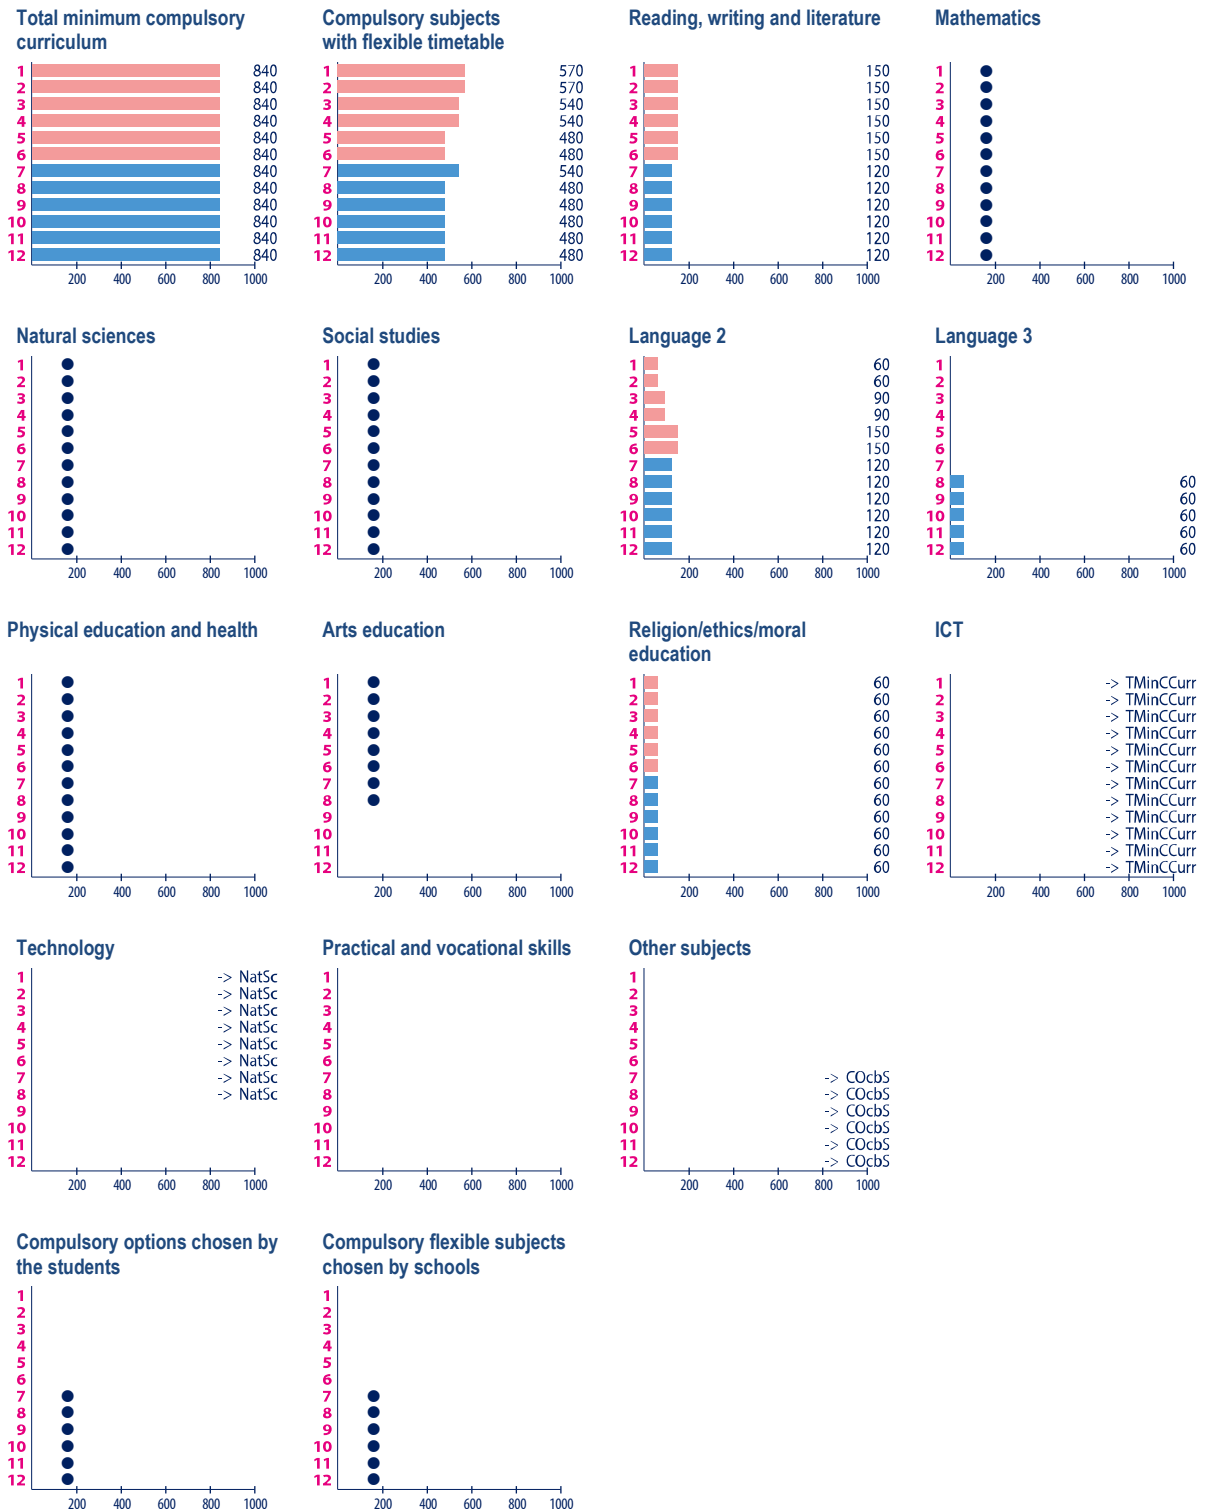 Total minimum compulsory
curriculum
1 840
2 840
3 840
4 840
5 840
6 840
7 840
8 840
9 840
10 840
11 840
12 840
200 400 600 800 1000
Compulsory subjects
with flexible timetable
1 570
2 570
3 540
4 540
5 480
6 480
7 540
8 480
9 480
10 480
11 480
12 480
200 400 600 800 1000
Reading, writing and literature
1 150
2 150
3 150
4 150
5 150
6 150
7 120
8 120
9 120
10 120
11 120
12 120
200 400 600 800 1000
Mathematics
1
2
3
4
5
6
7
8
9
10
11
12
200 400 600 800 1000
Natural sciences
1
2
3
4
5
6
7
8
9
10
11
12
200 400 600 800 1000
Social studies
1
2
3
4
5
6
7
8
9
10
11
12
200 400 600 800 1000
Language 2
1 60
2 60
3 90
4 90
5 150
6 150
7 120
8 120
9 120
10 120
11 120
12 120
200 400 600 800 1000
Language 3
1
2
3
4
5
6
7
8 60
9 60
10 60
11 60
12 60
200 400 600 800 1000
Physical education and health
1
2
3
4
5
6
7
8
9
10
11
12
200 400 600 800 1000
Arts education
1
2
3
4
5
6
7
8
9
10
11
12
200 400 600 800 1000
Religion/ethics/moral
education
1 60
2 60
3 60
4 60
5 60
6 60
7 60
8 60
9 60
10 60
11 60
12 60
200 400 600 800 1000
ICT
1 -> TMinCCurr
2 -> TMinCCurr
3 -> TMinCCurr
4 -> TMinCCurr
5 -> TMinCCurr
6 -> TMinCCurr
7 -> TMinCCurr
8 -> TMinCCurr
9 -> TMinCCurr
10 -> TMinCCurr
11 -> TMinCCurr
12 -> TMinCCurr
200 400 600 800 1000
Technology
1 -> NatSc
2 -> NatSc
3 -> NatSc
4 -> NatSc
5 -> NatSc
6 -> NatSc
7 -> NatSc
8 -> NatSc
9
10
11
12
200 400 600 800 1000
Practical and vocational skills
1
2
3
4
5
6
7
8
9
10
11
12
200 400 600 800 1000
Other subjects
1
2
3
4
5
6
7 -> COcbS
8 -> COcbS
9 -> COcbS
10 -> COcbS
11 -> COcbS
12 -> COcbS
200 400 600 800 1000
Compulsory options chosen by
the students
1
2
3
4
5
6
7
8
9
10
11
12
200 400 600 800 1000
Compulsory flexible subjects
chosen by schools
1
2
3
4
5
6
7
8
9
10
11
12
200 400 600 800 1000